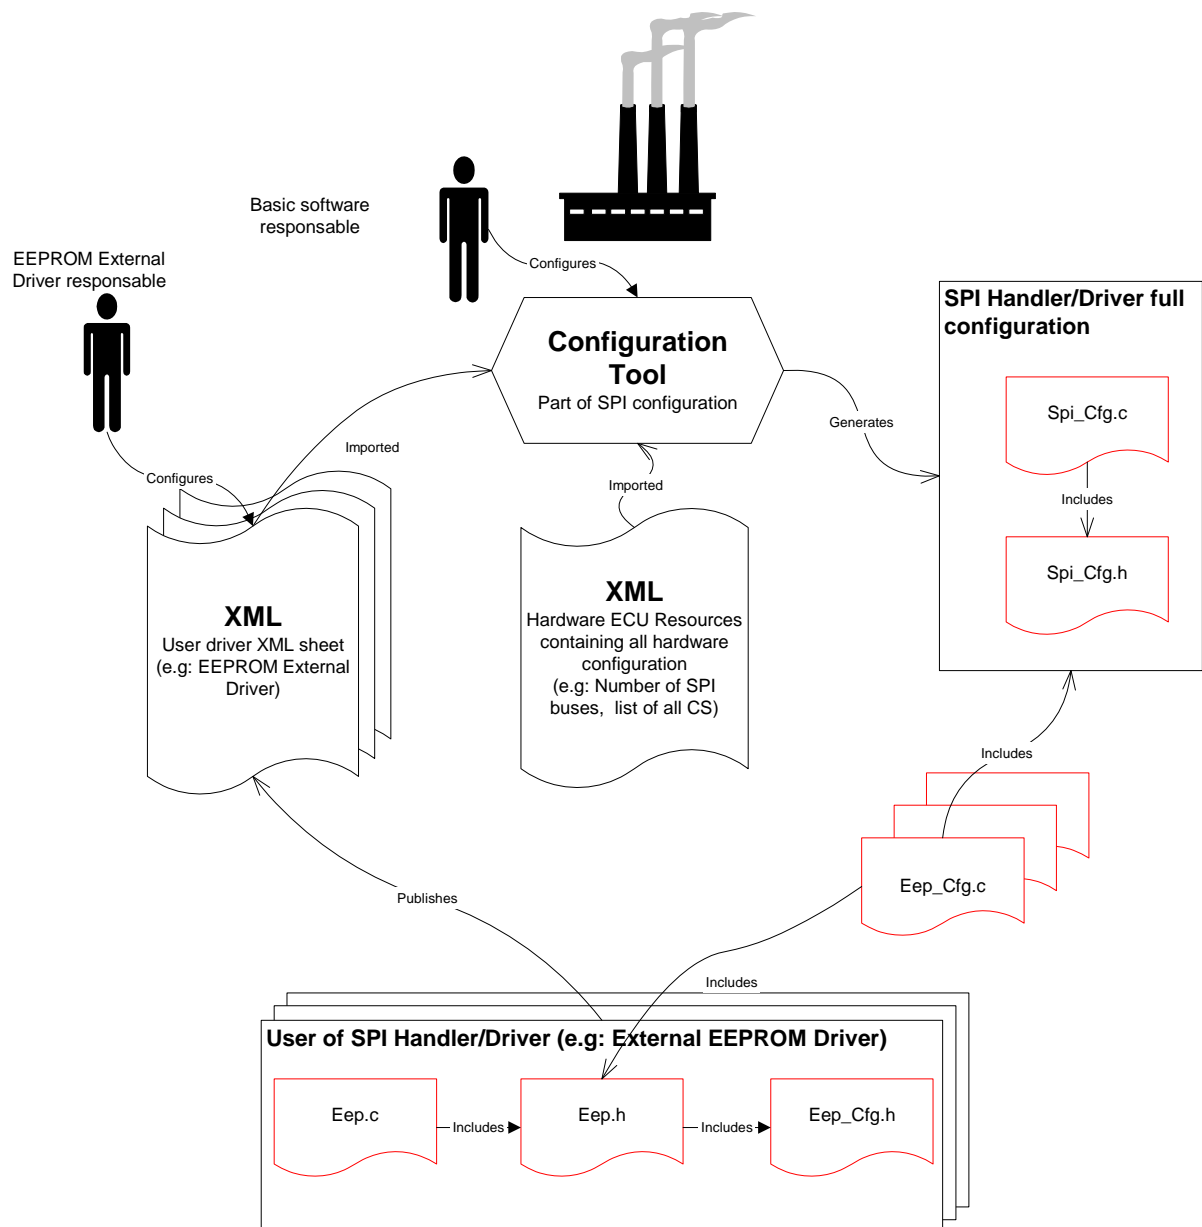 Basic software
responsable
EEPROM External
Driver responsable
Configures
SPI Handler/Driver full
configuration
Configuration
Tool
Part of SPI configuration
Spi_Cfg.c
Generates
Imported
Configures
Imported
Includes
Spi_Cfg.h
XML
User driver XML sheet
(e.g: EEPROM External
Driver)
XML
Hardware ECU Resources
containing all hardware
configuration
(e.g: Number of SPI
buses,  list of all CS)
Includes
Eep_Cfg.c
Publishes
Includes
User of SPI Handler/Driver (e.g: External EEPROM Driver)
Eep.c
Includes
Eep.h
Includes
Eep_Cfg.h